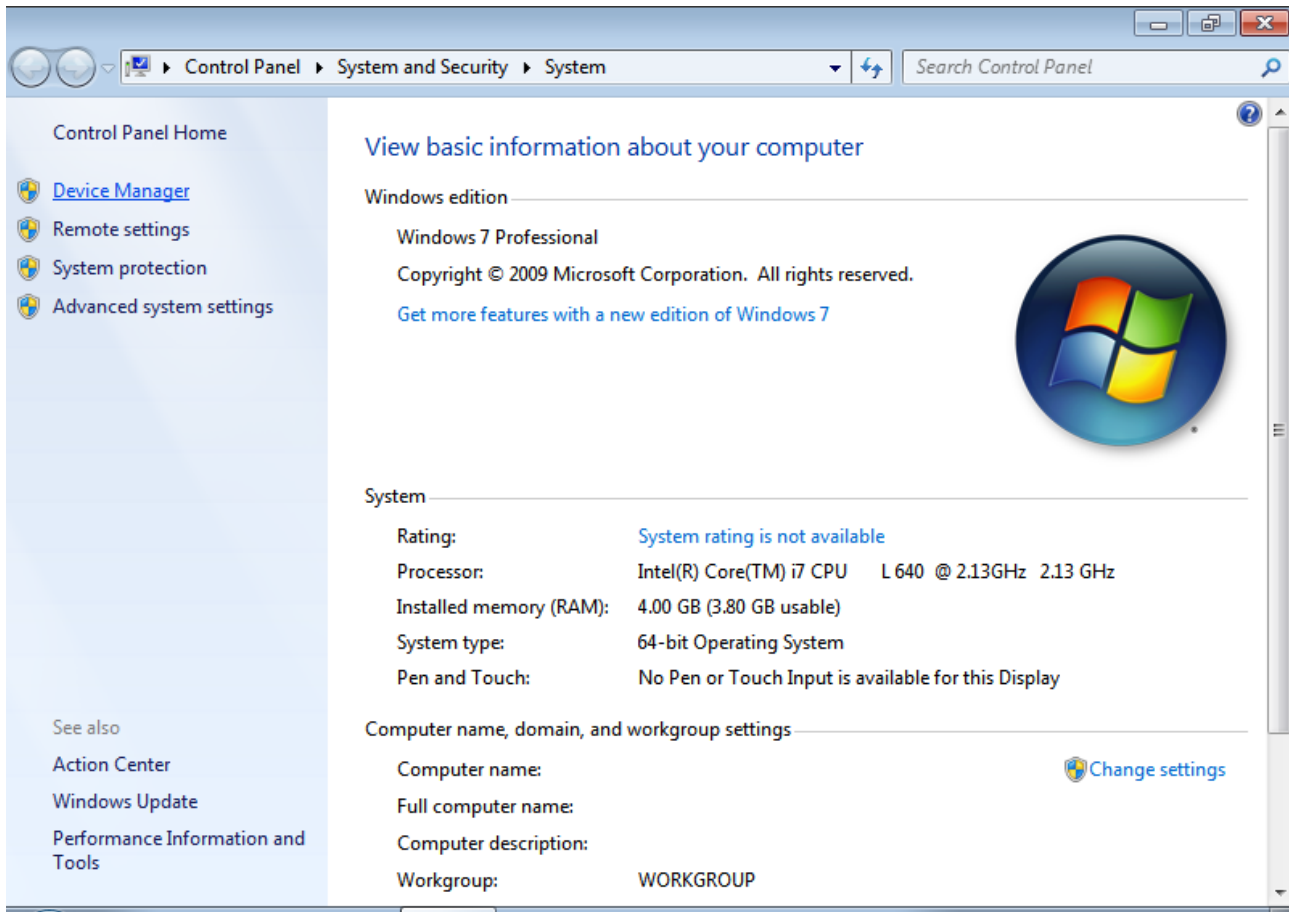 Control Panel ▸ System and Security ▸ System
Search Control Panel
Control Panel Home
Device Manager
Remote settings
System protection
Advanced system settings
See also
Action Center
Windows Update
Performance Information and
Tools
View basic information about your computer
Windows edition
Windows 7 Professional
Copyright © 2009 Microsoft Corporation. All rights reserved.
Get more features with a new edition of Windows 7
System
Rating: System rating is not available
Processor: Intel(R) Core(TM) i7 CPU L 640 @ 2.13GHz 2.13 GHz
Installed memory (RAM): 4.00 GB (3.80 GB usable)
System type: 64-bit Operating System
Pen and Touch: No Pen or Touch Input is available for this Display
Computer name, domain, and workgroup settings
Computer name: Change settings
Full computer name:
Computer description:
Workgroup: WORKGROUP